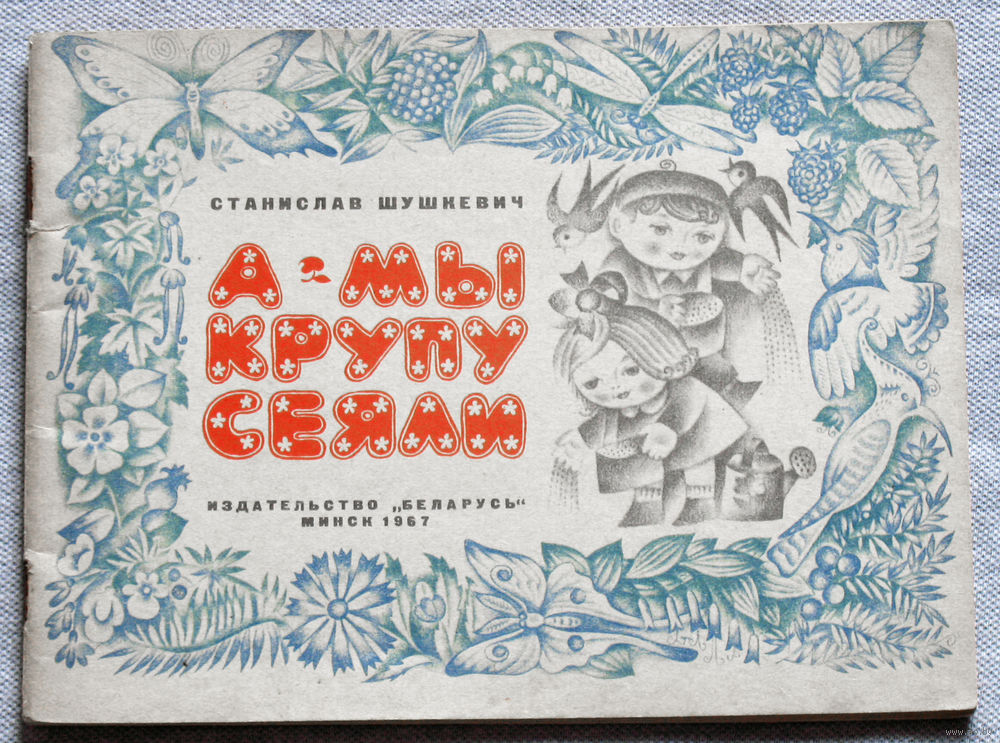 СТАНИСЛАВ ШУШКЕВИЧ
А МЫ
КРУПУ
СЕЯЛИ
ИЗДАТЕЛЬСТВО „БЕЛАРУСЬ“
МИНСК 1967